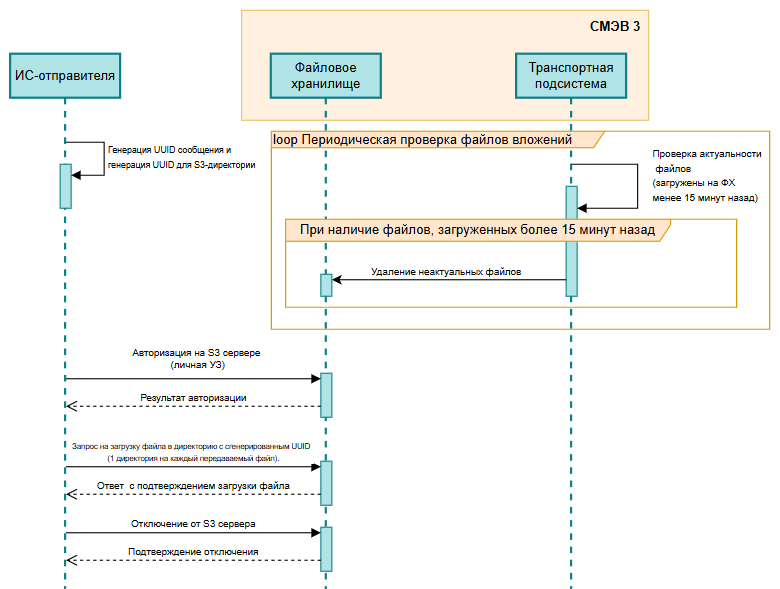 СМЭВ 3
ИС-отправителя
Файловое
хранилище
Транспортная
подсистема
Генерация UUID сообщения и
генерация UUID для S3-директории
loop Периодическая проверка файлов вложений
Проверка актуальности
файлов
(загружены на ФХ
менее 15 минут назад)
При наличие файлов, загруженных более 15 минут назад
Удаление неактуальных файлов
Авторизация на S3 сервере
(личная УЗ)
Результат авторизации
Запрос на загрузку файла в директорию с сгенерированным UUID
(1 директория на каждый передаваемый файл).
Ответ с подтверждением загрузки файла
Отключение от S3 сервера
Подтверждение отключения